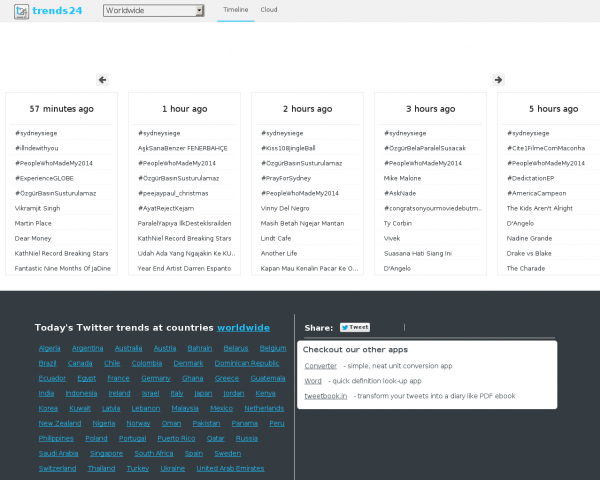 trends24
Worldwide
Timeline
Cloud
57 minutes ago
#sydneysiege
#illridewithyou
#PeopleWhoMadeMy2014
#ExperienceGLOBE
#ÖzgürBasınSusturulamaz
Vikramjit Singh
Martin Place
Dear Money
KathNiel Record Breaking Stars
Fantastic Nine Months Of JaDine
1 hour ago
#sydneysiege
AşkSanaBenzer FENERBAHÇE
#PeopleWhoMadeMy2014
#ÖzgürBasınSusturulamaz
#peejaypaul_christmas
#AyatRejectKejam
ParalelYapıya İlkDestekIsrailden
KathNiel Record Breaking Stars
Udah Ada Yang Ngajakin Ke KU...
Year End Artist Darren Espanto
2 hours ago
#sydneysiege
#Kiss108JingleBall
#ÖzgürBasınSusturulamaz
#PrayForSydney
#PeopleWhoMadeMy2014
Vinny Del Negro
Masih Betah Ngejar Mantan
Lindt Cafe
Another Life
Kapan Mau Kenalin Pacar Ke O...
3 hours ago
#sydneysiege
#ÖzgürBelaParalelSusacak
#PeopleWhoMadeMy2014
Mike Malone
#AskNade
#congratsonyourmoviedebutm...
Ty Corbin
Vivek
Suasana Hati Siang Ini
D'Angelo
5 hours ago
#sydneysiege
#Cite1FilmeComMaconha
#DedictationEP
#AmericaCampeon
The Kids Aren't Alright
D'Angelo
Nadine Grande
Drake vs Blake
The Charade
Today's Twitter trends at countries worldwide
Algeria Argentina Australia Austria Bahrain Belarus Belgium
Brazil Canada Chile Colombia Denmark Dominican Republic
Ecuador Egypt France Germany Ghana Greece Guatemala
India Indonesia Ireland Israel Italy Japan Jordan Kenya
Korea Kuwait Latvia Lebanon Malaysia Mexico Netherlands
New Zealand Nigeria Norway Oman Pakistan Panama Peru
Philippines Poland Portugal Puerto Rico Qatar Russia
Saudi Arabia Singapore South Africa Spain Sweden
Switzerland Thailand Turkey Ukraine United Arab Emirates
Share:
Tweet
Checkout our other apps
Converter - simple, neat unit conversion app
Word - quick definition look-up app
tweetbook.in - transform your tweets into a diary like PDF ebook